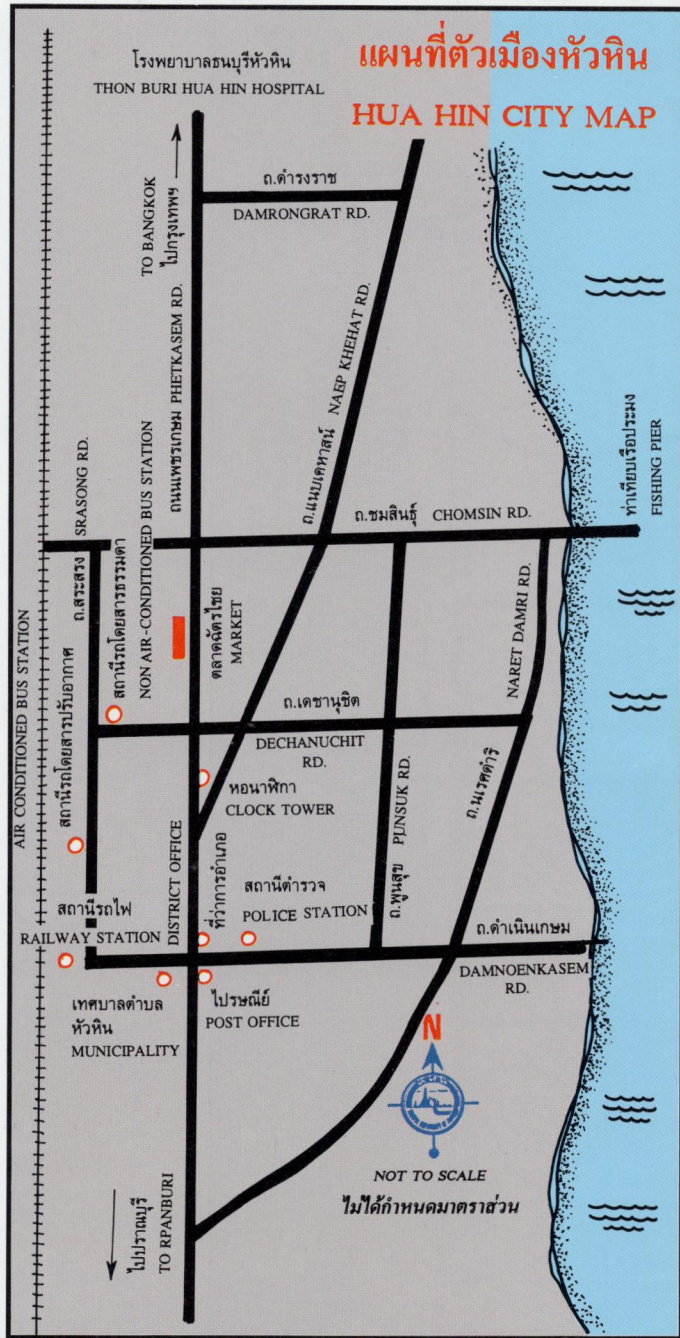 แผนที่ตัวเมืองหัวหิน
HUA HIN CITY MAP
โรงพยาบาลธนบุรีหัวหิน
THON BURI HUA HIN HOSPITAL
TO BANGKOK
ไปกรุงเทพฯ
ถ.ดำรงราช
DAMRONGRAT RD.
ถนนเพชรเกษม PHETKASEM RD.
ถ.แนบเคหาสน์ NAEP KHEHAT RD.
ถ.สระสรง SRASONG RD.
ถ.ชมสินธุ์ CHOMSIN RD.
ท่าเทียบเรือประมง
FISHING PIER
AIR CONDITIONED BUS STATION
สถานีรถโดยสารปรับอากาศ
สถานีรถโดยสารธรรมดา
NON AIR-CONDITIONED BUS STATION
ตลาดฉัตรไชย
MARKET
NARET DAMRI RD.
ถ.นเรศดำริ
ถ.เดชานุชิต
DECHANUCHIT
RD.
หอนาฬิกา
CLOCK TOWER
ถ.พูนสุข PUNSUK RD.
DISTRICT OFFICE
ที่ว่าการอำเภอ
สถานีตำรวจ
POLICE STATION
สถานีรถไฟ
RAILWAY STATION
ถ.ดำเนินเกษม
DAMNOENKASEM
RD.
เทศบาลตำบล
หัวหิน
MUNICIPALITY
ไปรษณีย์
POST OFFICE
N
NOT TO SCALE
ไม่ได้กำหนดมาตราส่วน
ไปปราณบุรี
TO RPANBURI